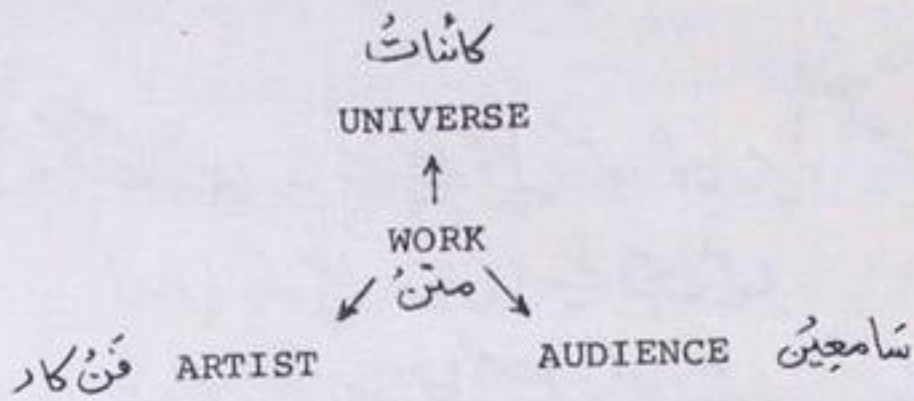 کائنات
UNIVERSE
WORK
متن
فن کار ARTIST
AUDIENCE سامعین